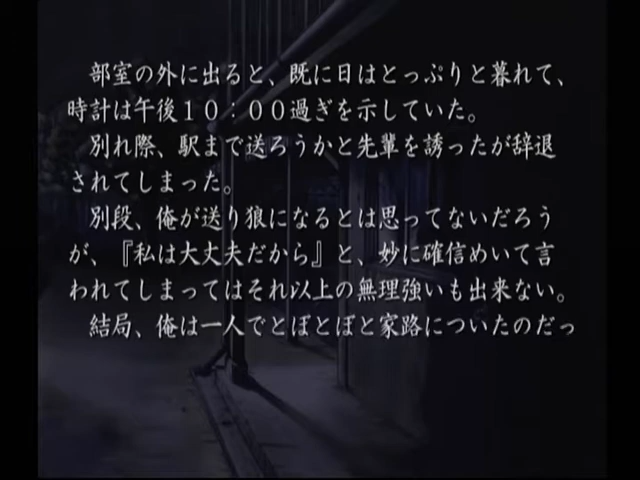 部室の外に出ると、既に日はとっぷりと暮れて、
時計は午後１０：００過ぎを示していた。
別れ際、駅まで送ろうかと先輩を誘ったが辞退
されてしまった。
別段、俺が送り狼になるとは思ってないだろう
が、『私は大丈夫だから』と、妙に確信めいて言
われてしまってはそれ以上の無理強いも出来ない。
結局、俺は一人でとぼとぼと家路についたのだっ